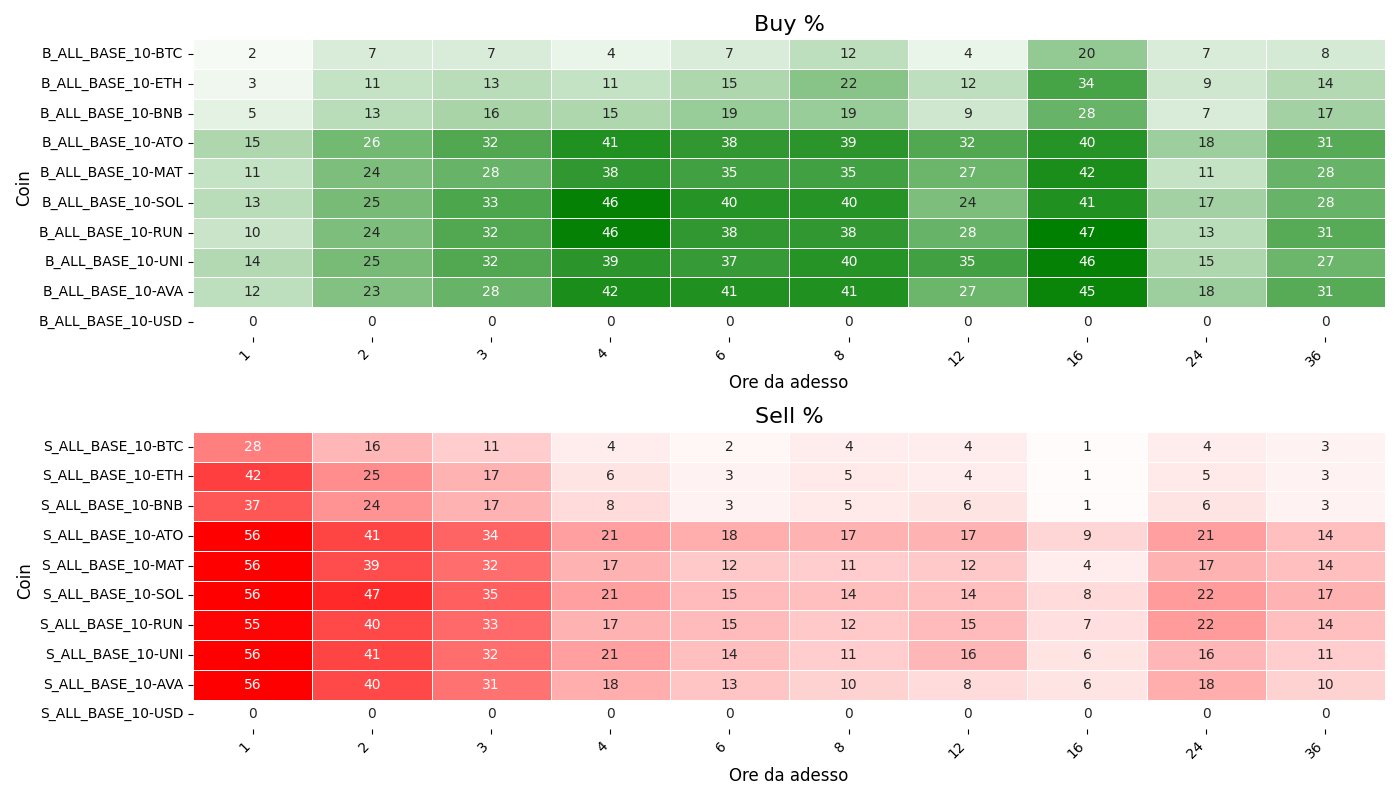 Buy %
Coin
B_ALL_BASE_10-BTC 2 7 7 4 7 12 4 20 7 8
B_ALL_BASE_10-ETH 3 11 13 11 15 22 12 34 9 14
B_ALL_BASE_10-BNB 5 13 16 15 19 19 9 28 7 17
B_ALL_BASE_10-ATO 15 26 32 41 38 39 32 40 18 31
B_ALL_BASE_10-MAT 11 24 28 38 35 35 27 42 11 28
B_ALL_BASE_10-SOL 13 25 33 46 40 40 24 41 17 28
B_ALL_BASE_10-RUN 10 24 32 46 38 38 28 47 13 31
B_ALL_BASE_10-UNI 14 25 32 39 37 40 35 46 15 27
B_ALL_BASE_10-AVA 12 23 28 42 41 41 27 45 18 31
B_ALL_BASE_10-USD 0 0 0 0 0 0 0 0 0 0
1 2 3 4 6 8 12 16 24 36
Ore da adesso
Sell %
Coin
S_ALL_BASE_10-BTC 28 16 11 4 2 4 4 1 4 3
S_ALL_BASE_10-ETH 42 25 17 6 3 5 4 1 5 3
S_ALL_BASE_10-BNB 37 24 17 8 3 5 6 1 6 3
S_ALL_BASE_10-ATO 56 41 34 21 18 17 17 9 21 14
S_ALL_BASE_10-MAT 56 39 32 17 12 11 12 4 17 14
S_ALL_BASE_10-SOL 56 47 35 21 15 14 14 8 22 17
S_ALL_BASE_10-RUN 55 40 33 17 15 12 15 7 22 14
S_ALL_BASE_10-UNI 56 41 32 21 14 11 16 6 16 11
S_ALL_BASE_10-AVA 56 40 31 18 13 10 8 6 18 10
S_ALL_BASE_10-USD 0 0 0 0 0 0 0 0 0 0
1 2 3 4 6 8 12 16 24 36
Ore da adesso